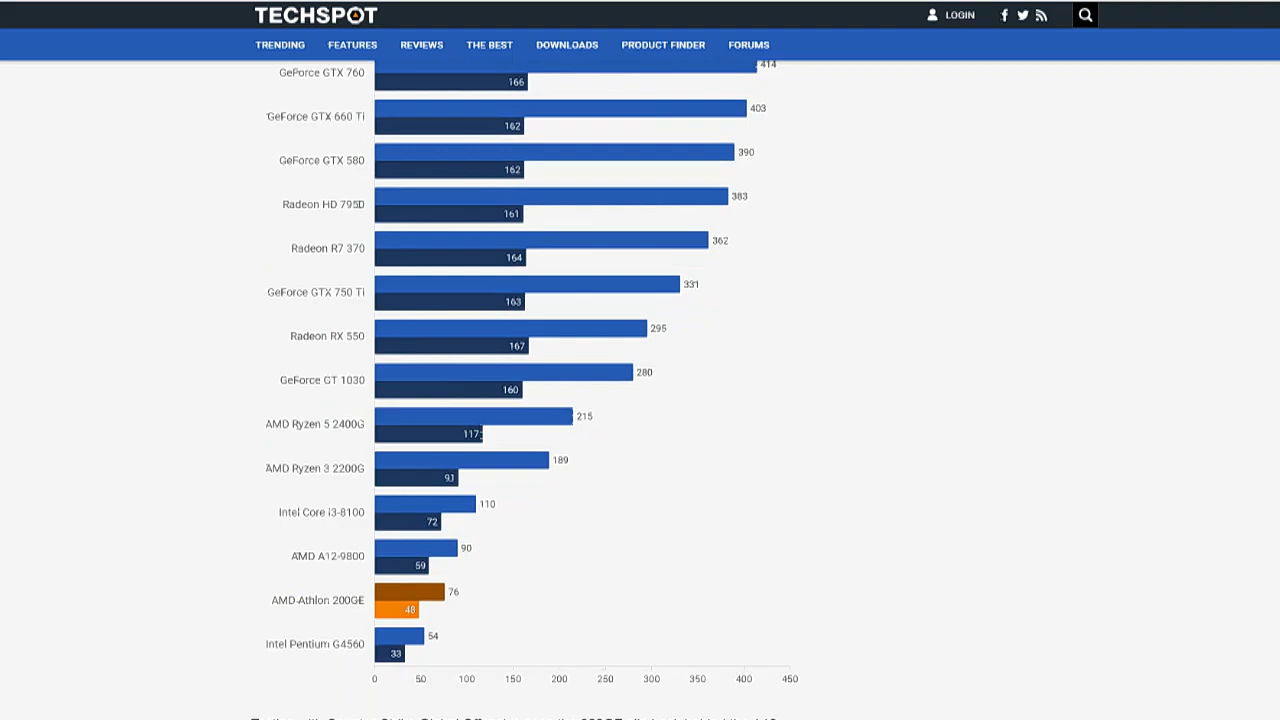 TECHSPOT LOGIN
TRENDING FEATURES REVIEWS THE BEST DOWNLOADS PRODUCT FINDER FORUMS
414
GeForce GTX 760
166
GeForce GTX 660 Ti 403
162
GeForce GTX 580 390
162
Radeon HD 7950 383
161
Radeon R7 370 362
164
GeForce GTX 750 Ti 331
163
Radeon RX 550 295
167
GeForce GT 1030 280
160
AMD Ryzen 5 2400G 215
117
AMD Ryzen 3 2200G 189
91
Intel Core i3-8100 110
72
AMD A12-9800 90
59
AMD Athlon 200GE 76
48
Intel Pentium G4560 54
33
0 50 100 150 200 250 300 350 400 450